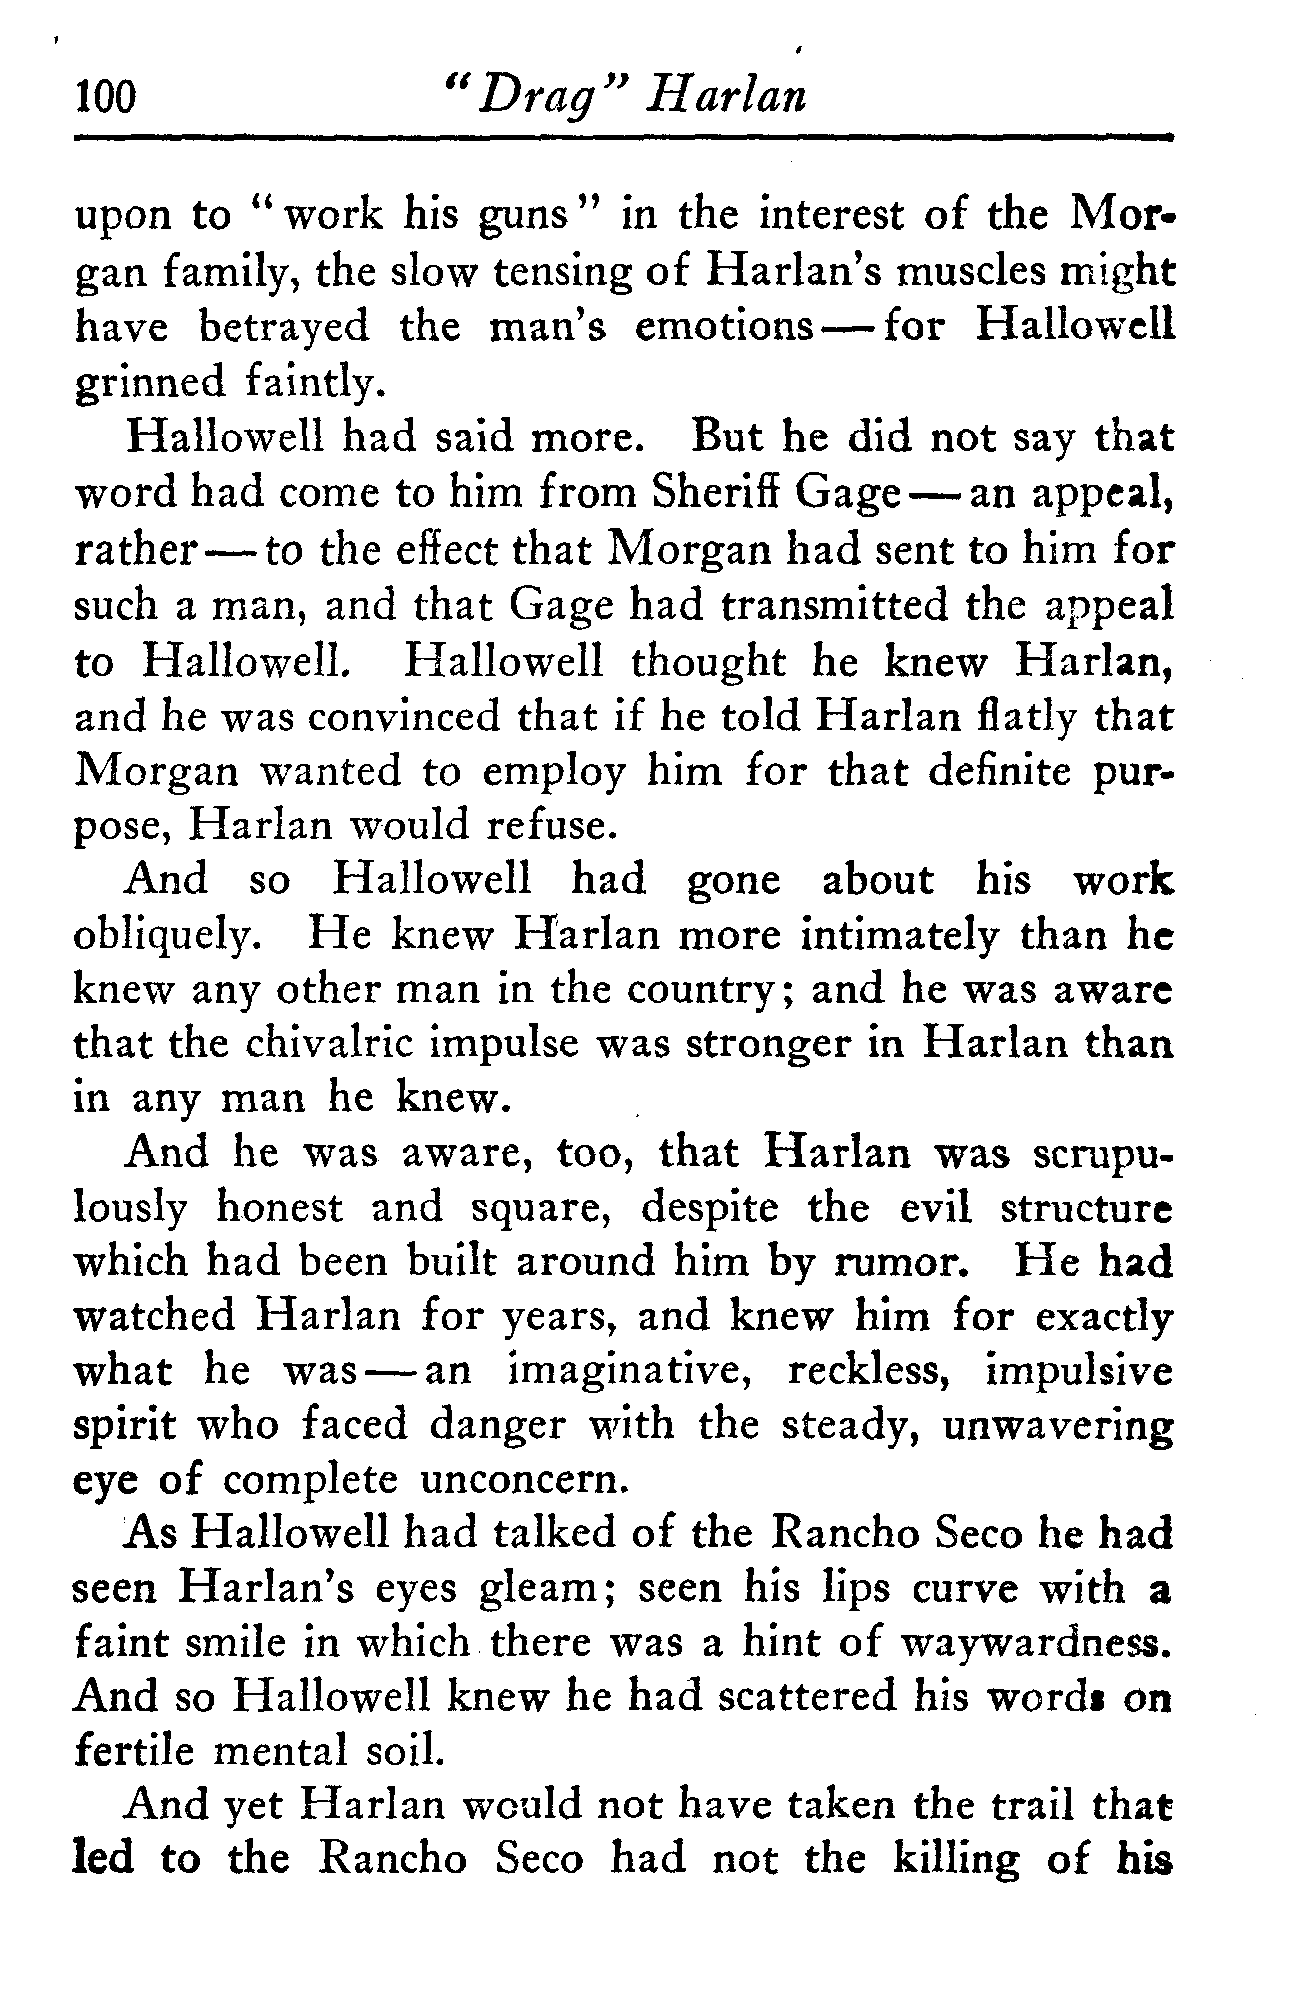 100 "Drag" Harlan
upon to "work his guns" in the interest of the Mor-
gan family, the slow tensing of Harlan's muscles might
have betrayed the man's emotions—for Hallowell
grinned faintly.
Hallowell had said more. But he did not say that
word had come to him from Sheriff Gage—an appeal,
rather—to the effect that Morgan had sent to him for
such a man, and that Gage had transmitted the appeal
to Hallowell. Hallowell thought he knew Harlan,
and he was convinced that if he told Harlan flatly that
Morgan wanted to employ him for that definite pur-
pose, Harlan would refuse.
And so Hallowell had gone about his work
obliquely. He knew Harlan more intimately than he
knew any other man in the country; and he was aware
that the chivalric impulse was stronger in Harlan than
in any man he knew.
And he was aware, too, that Harlan was scrupu-
lously honest and square, despite the evil structure
which had been built around him by rumor. He had
watched Harlan for years, and knew him for exactly
what he was—an imaginative, reckless, impulsive
spirit who faced danger with the steady, unwavering
eye of complete unconcern.
As Hallowell had talked of the Rancho Seco he had
seen Harlan's eyes gleam; seen his lips curve with a
faint smile in which there was a hint of waywardness.
And so Hallowell knew he had scattered his words on
fertile mental soil.
And yet Harlan would not have taken the trail that
led to the Rancho Seco had not the killing of his